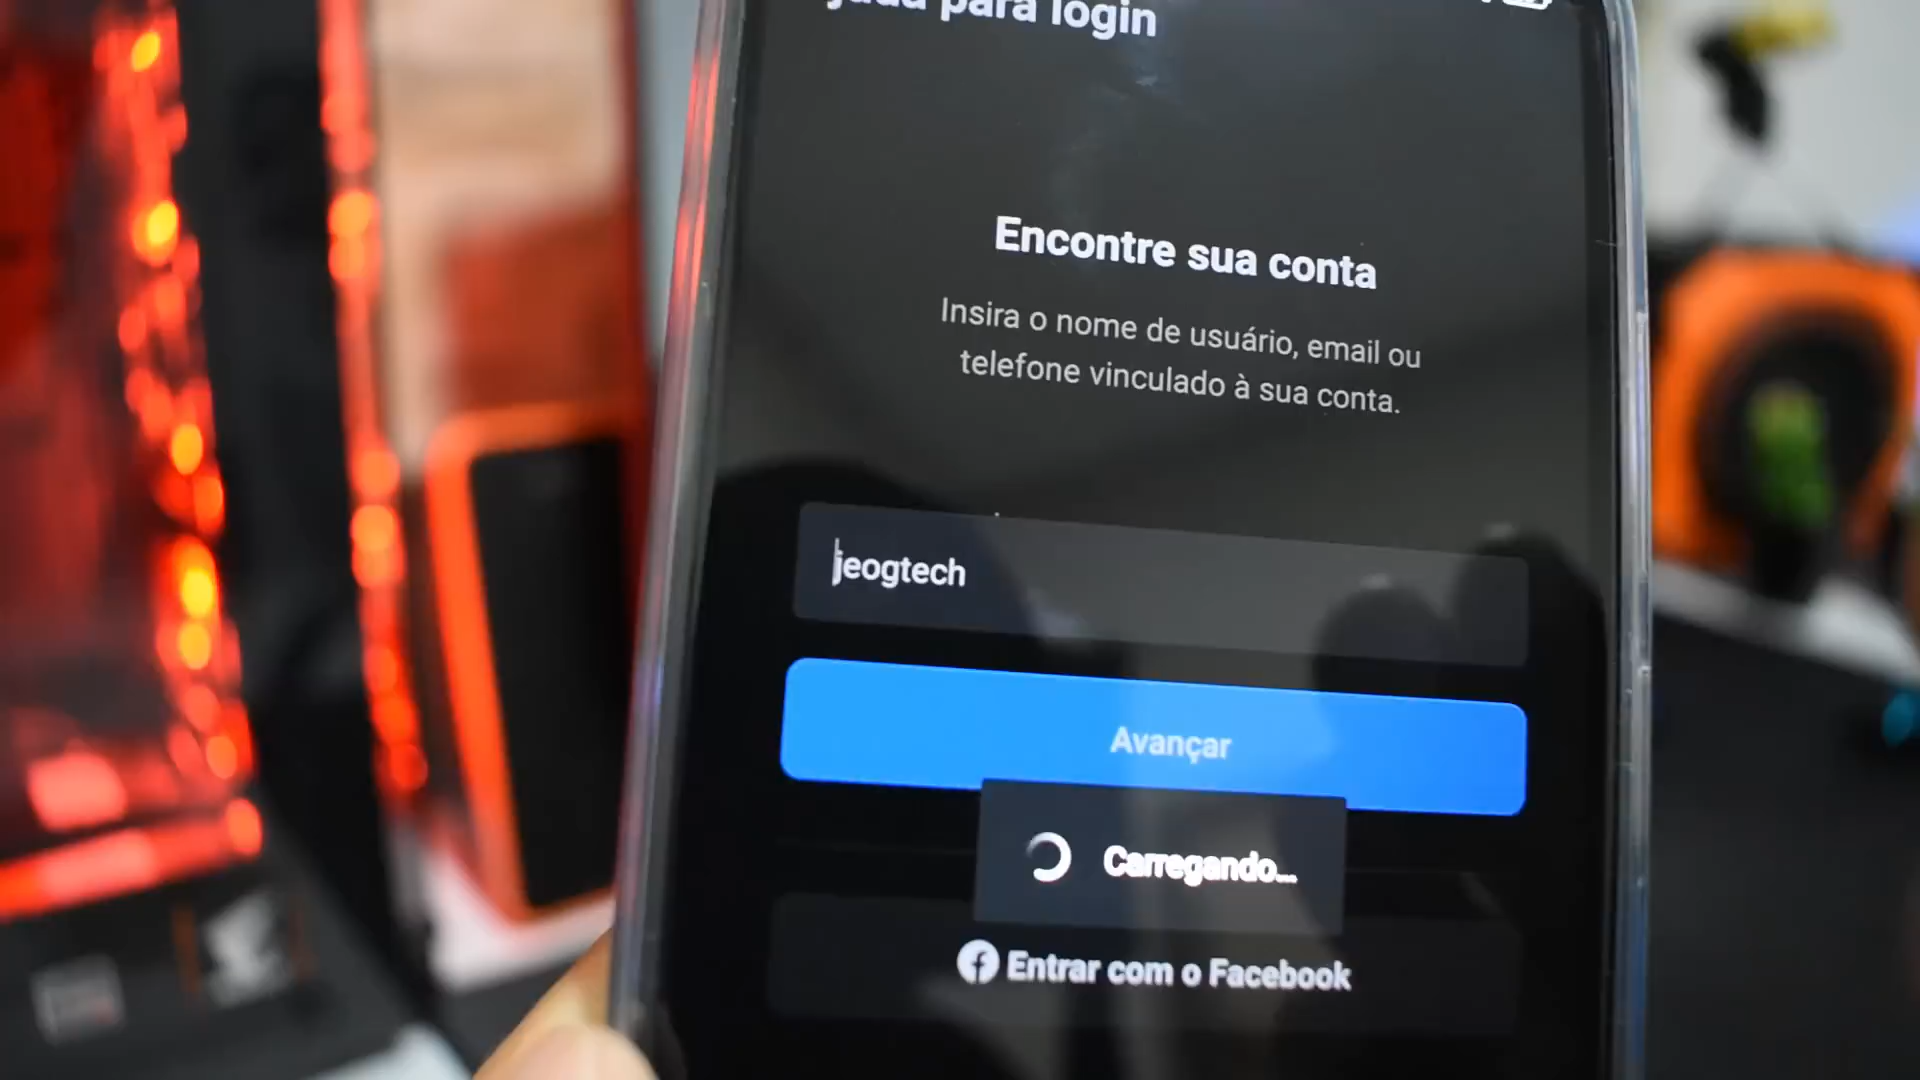 para login
Encontre sua conta
Insira o nome de usuário, email ou
telefone vinculado à sua conta.
jeogtech
Avançar
Carregando...
Entrar com o Facebook